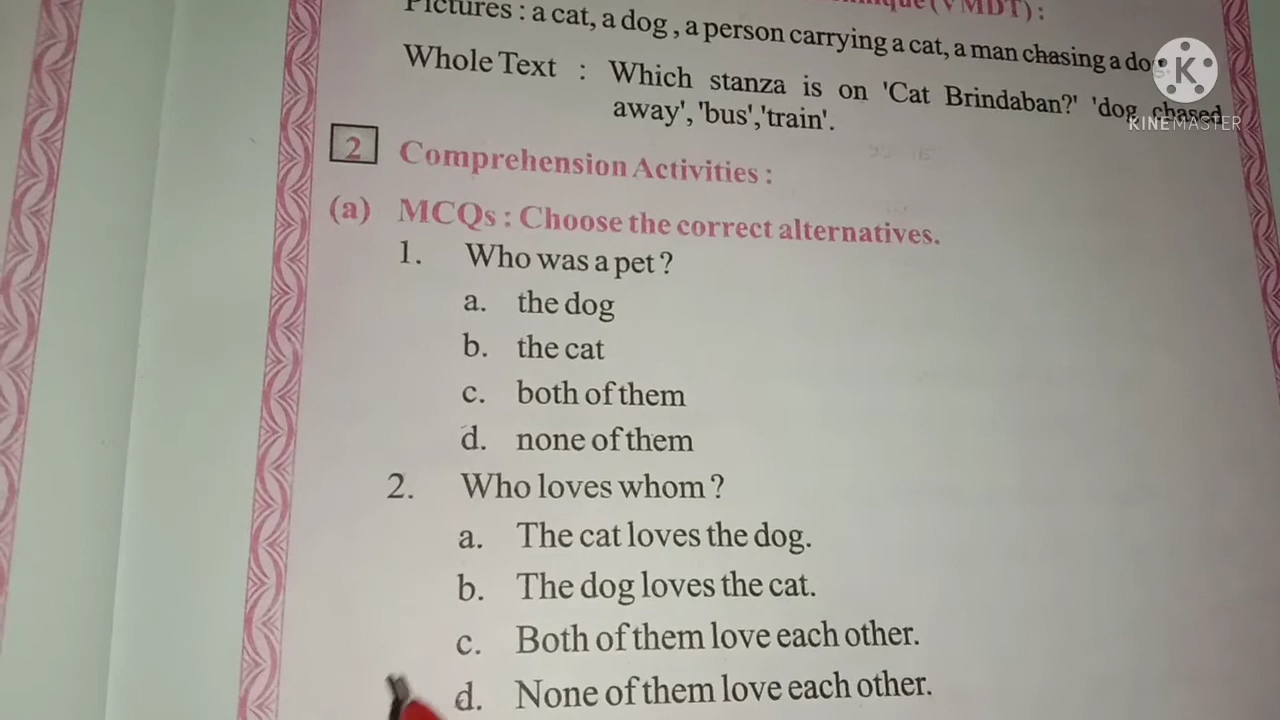 (VMDT) :
Pictures : a cat, a dog , a person carrying a cat, a man chasing a dog.
Whole Text : Which stanza is on 'Cat Brindaban?' 'dog chased
away', 'bus','train'.
2 Comprehension Activities :
(a) MCQs : Choose the correct alternatives.
1. Who was a pet ?
a. the dog
b. the cat
c. both of them
d. none of them
2. Who loves whom ?
a. The cat loves the dog.
b. The dog loves the cat.
c. Both of them love each other.
d. None of them love each other.
K
KINEMASTER